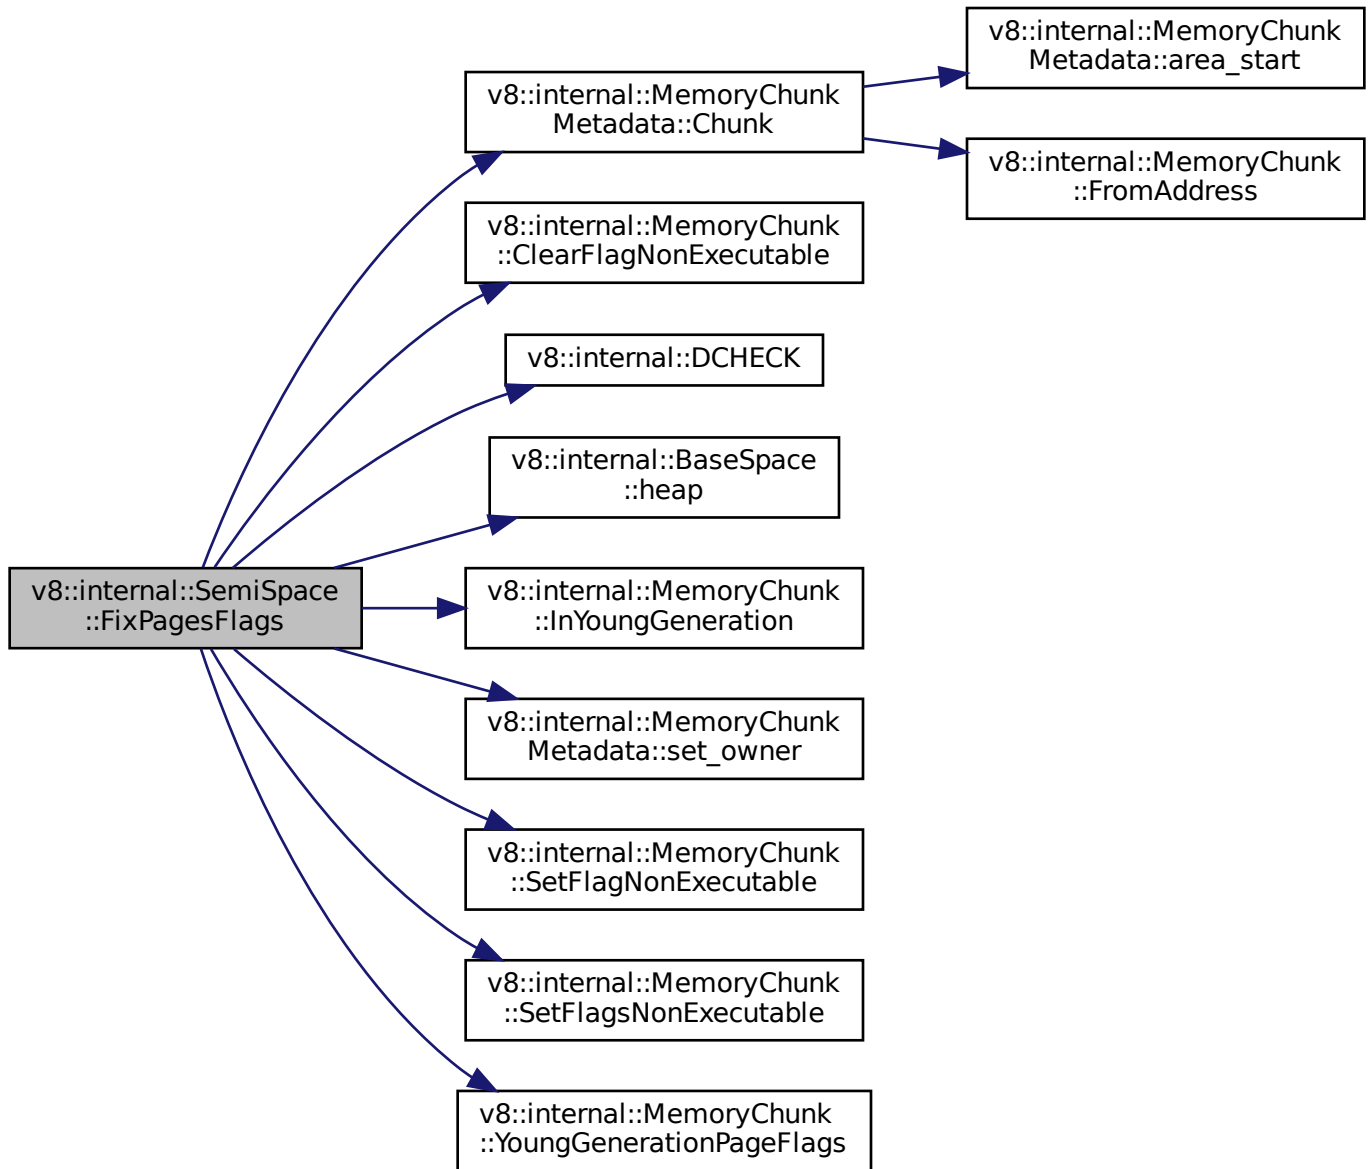 v8::internal::SemiSpace
::FixPagesFlags
v8::internal::MemoryChunk
Metadata::Chunk
v8::internal::MemoryChunk
Metadata::area_start
v8::internal::MemoryChunk
::FromAddress
v8::internal::MemoryChunk
::ClearFlagNonExecutable
v8::internal::DCHECK
v8::internal::BaseSpace
::heap
v8::internal::MemoryChunk
::InYoungGeneration
v8::internal::MemoryChunk
Metadata::set_owner
v8::internal::MemoryChunk
::SetFlagNonExecutable
v8::internal::MemoryChunk
::SetFlagsNonExecutable
v8::internal::MemoryChunk
::YoungGenerationPageFlags